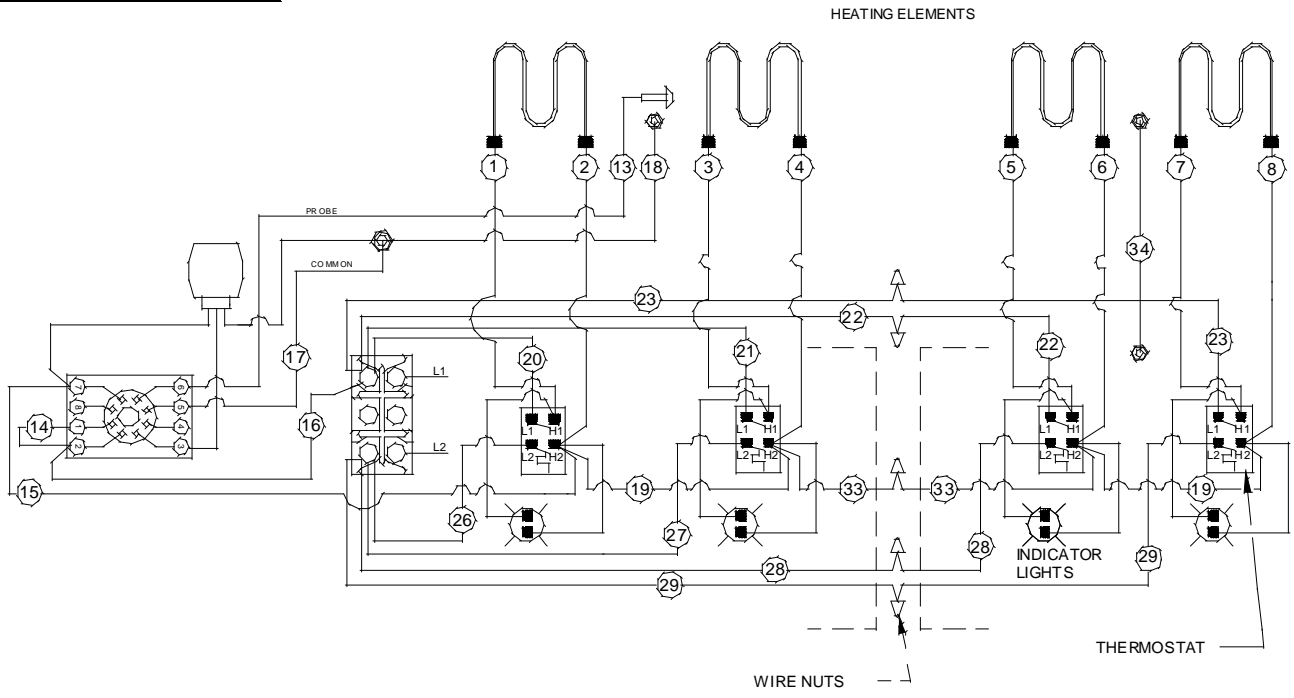 HEATING ELEMENTS
1 2 13 18 3 4 5 6 7 8
PROBE
COMMON
34
23
22
17
20 21 22 23
L1
7 6
8 5
14 1 4
2 3
16
L1 H1 L1 H1 L1 H1 L1 H1
L2
L2 H2 L2 H2 L2 H2 L2 H2
15 19 33 33 19
26 27 28 29
INDICATOR
LIGHTS
28
29
THERMOSTAT
WIRE NUTS